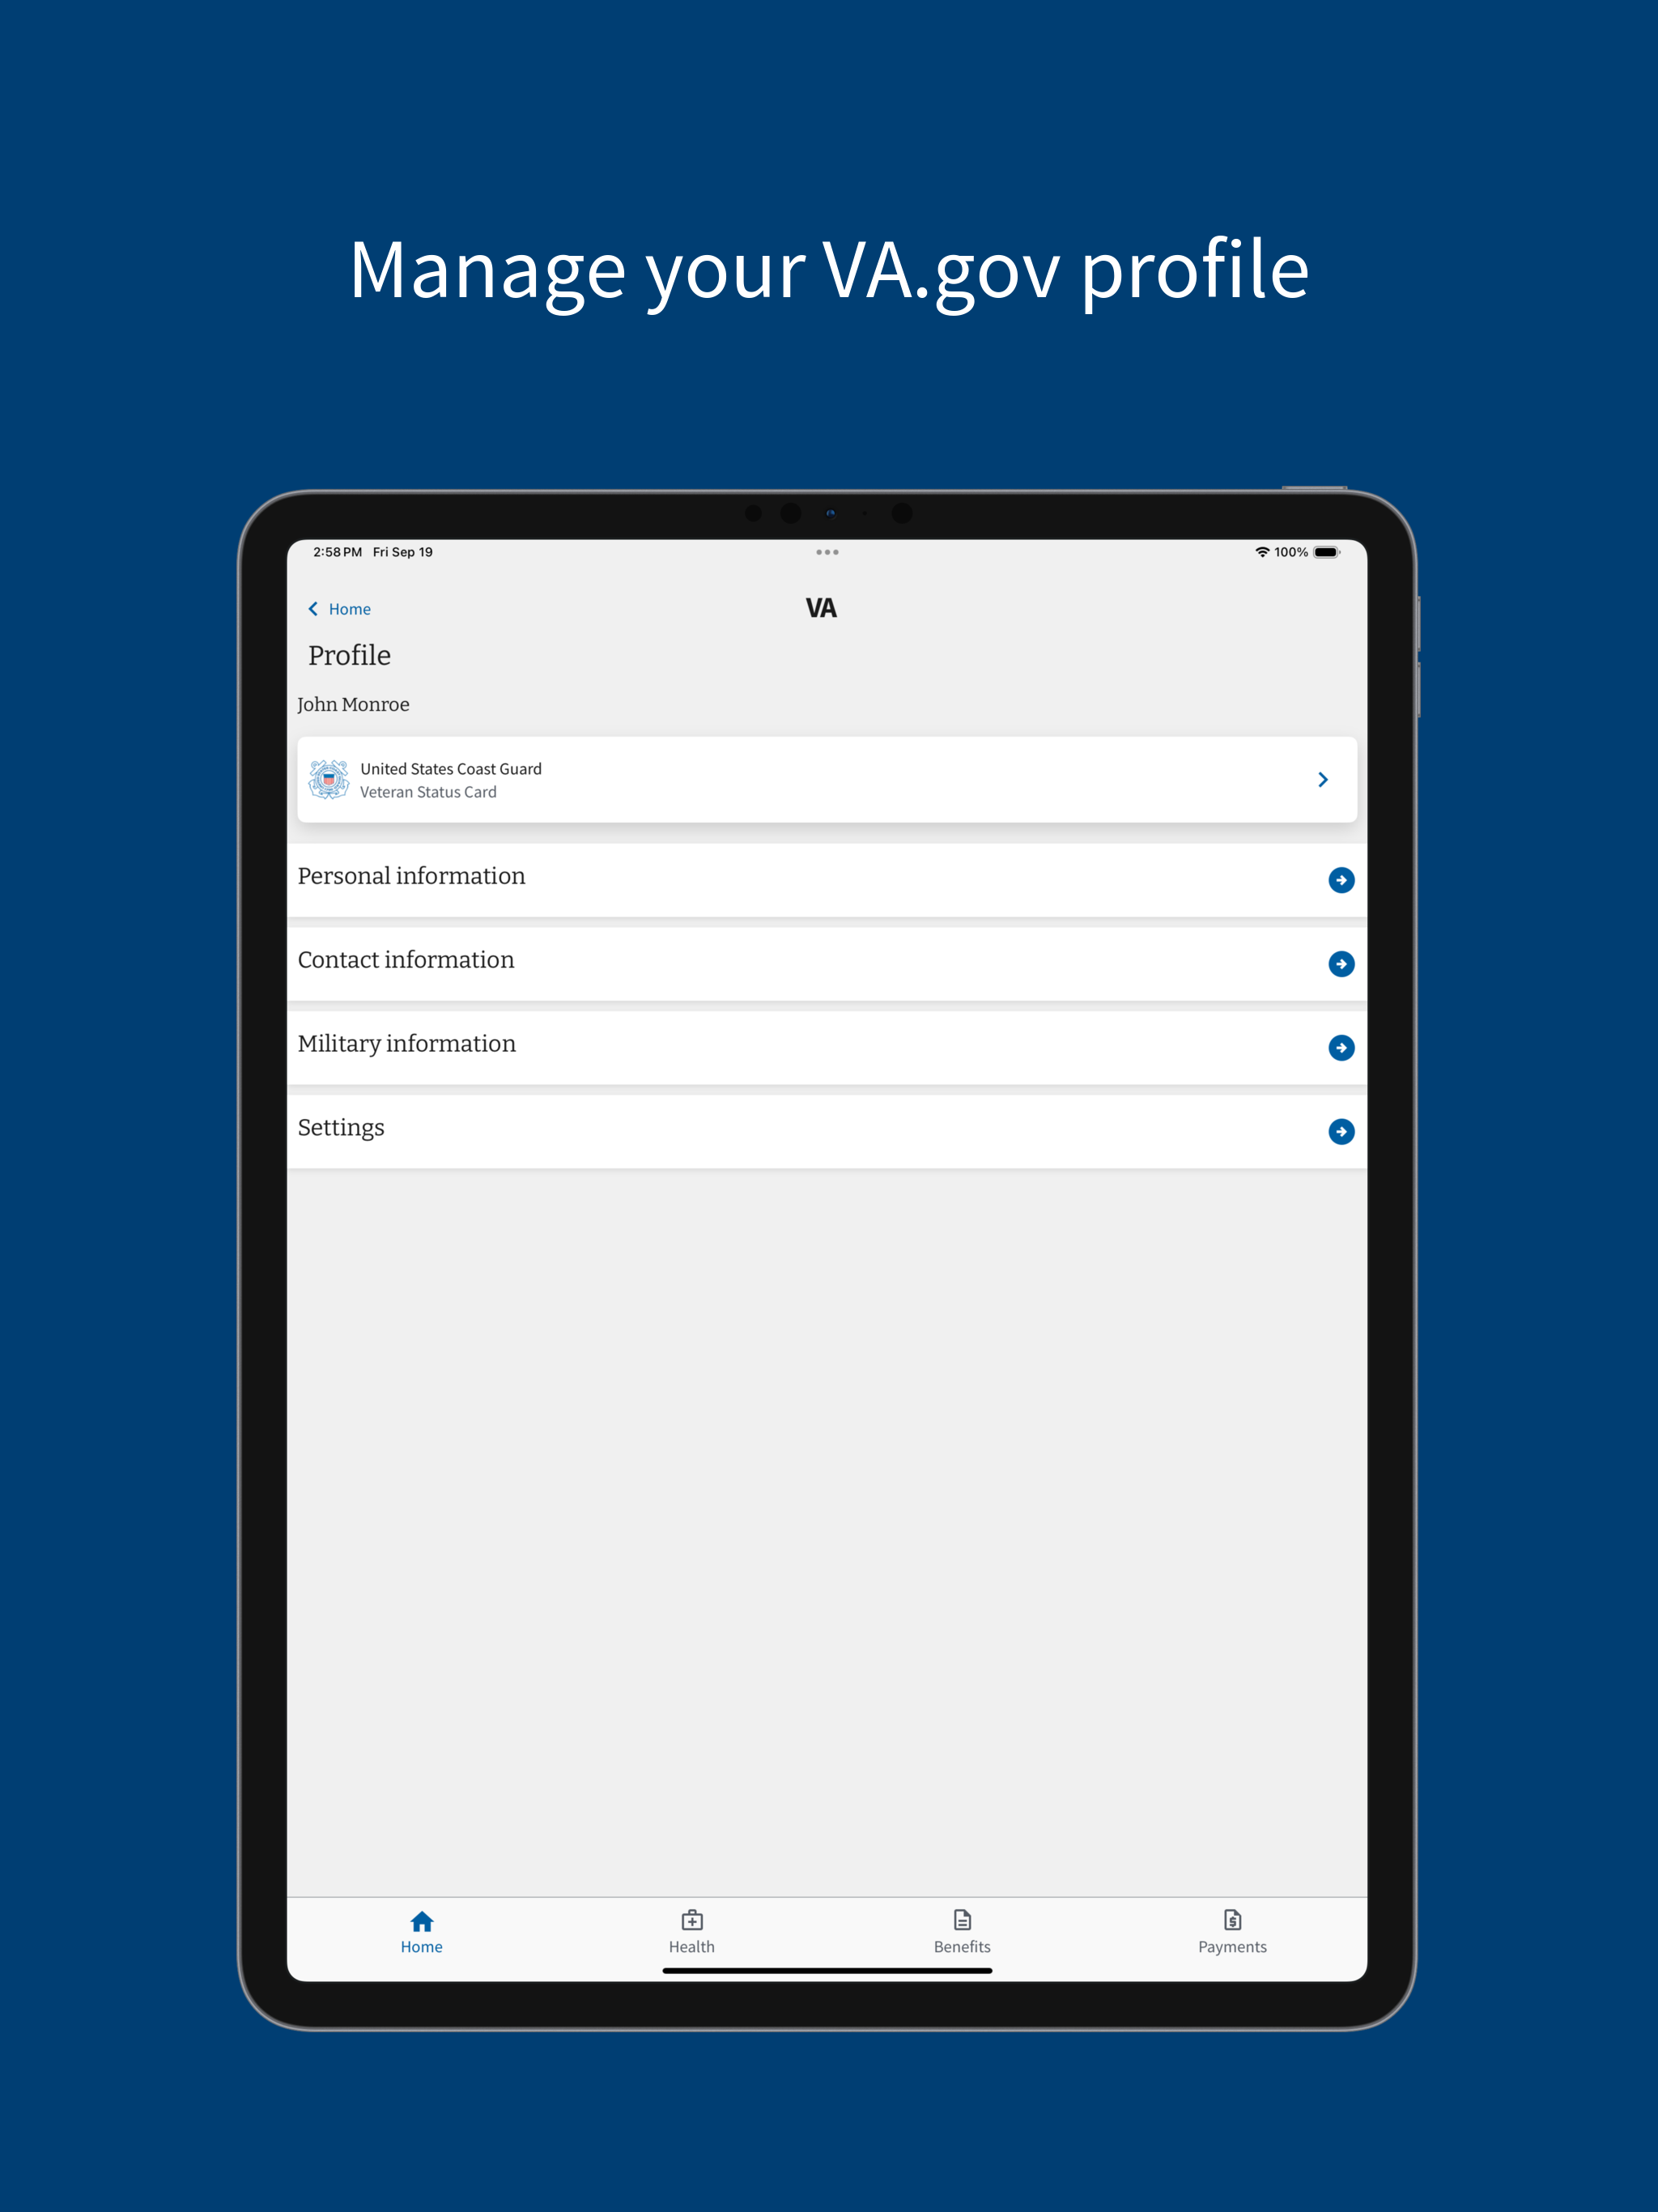 Manage your VA.gov profile
2:58 PM Fri Sep 19
100%
Home
VA
Profile
John Monroe
United States Coast Guard
Veteran Status Card
Personal information
Contact information
Military information
Settings
Home
Health
Benefits
Payments